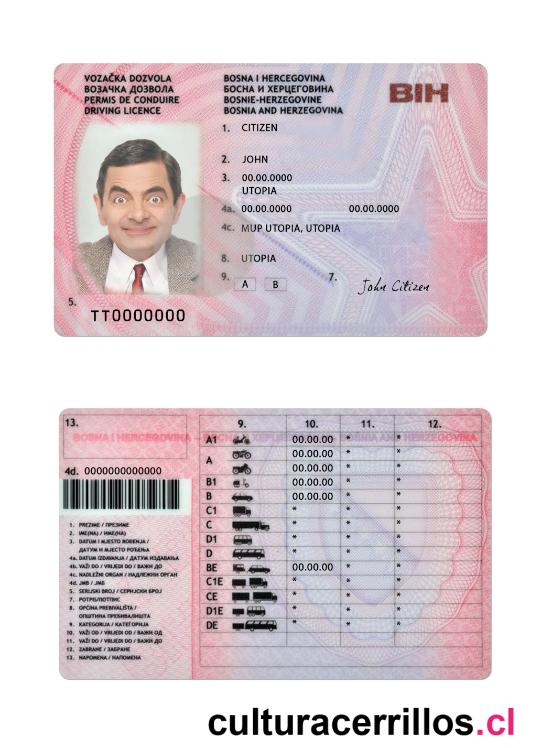 VOZAČKA DOZVOLA
ВОЗАЧКА ДОЗВОЛА
PERMIS DE CONDUIRE
DRIVING LICENCE
BOSNA I HERCEGOVINA
БОСНА И ХЕРЦЕГОВИНА
BOSNIE-HERZEGOVINE
BOSNIA AND HERZEGOVINA
BIH
1. CITIZEN
2. JOHN
3. 00.00.0000
UTOPIA
4a. 00.00.0000 00.00.0000
4c. MUP UTOPIA, UTOPIA
8. UTOPIA
9. A B
7. John Citizen
5. TT0000000
13. 9. 10. 11. 12.
BOSNA I HERCEGOVINA
4d. 0000000000000
A1 00.00.00 * *
A 00.00.00 * *
00.00.00 * *
B1 00.00.00 * *
B 00.00.00 * *
C1 * * *
C * * *
D1 * * *
D * * *
BE 00.00.00 * *
C1E * * *
CE * * *
D1E * * *
DE * * *
1. PREZIME / ПРЕЗИМЕ
2. IME(NA) / ИМЕ(НА)
3. DATUM I MJESTO ROĐENJA /
ДАТУМ И МЈЕСТО РОЂЕЊА
4a. DATUM IZDAVANJA / ДАТУМ ИЗДАВАЊА
4b. VAŽI DO / VRIJEDI DO / ВАЖИ ДО
4c. NADLEŽNI ORGAN / НАДЛЕЖНИ ОРГАН
4d. JMB / ЈМБ
5. SERIJSKI BROJ / СЕРИЈСКИ БРОЈ
7. POTPIS/ПОТПИС
8. OPĆINA PREBIVALIŠTA /
ОПШТИНА ПРЕБИВАЛИШТА
9. KATEGORIJA / КАТЕГОРИЈА
10. VAŽI OD / VRIJEDI OD / ВАЖИ ОД
11. VAŽI DO / VRIJEDI DO / ВАЖИ ДО
12. ZABRANE / ЗАБРАНЕ
13. NAPOMENA / НАПОМЕНА
culturacerrillos.cl